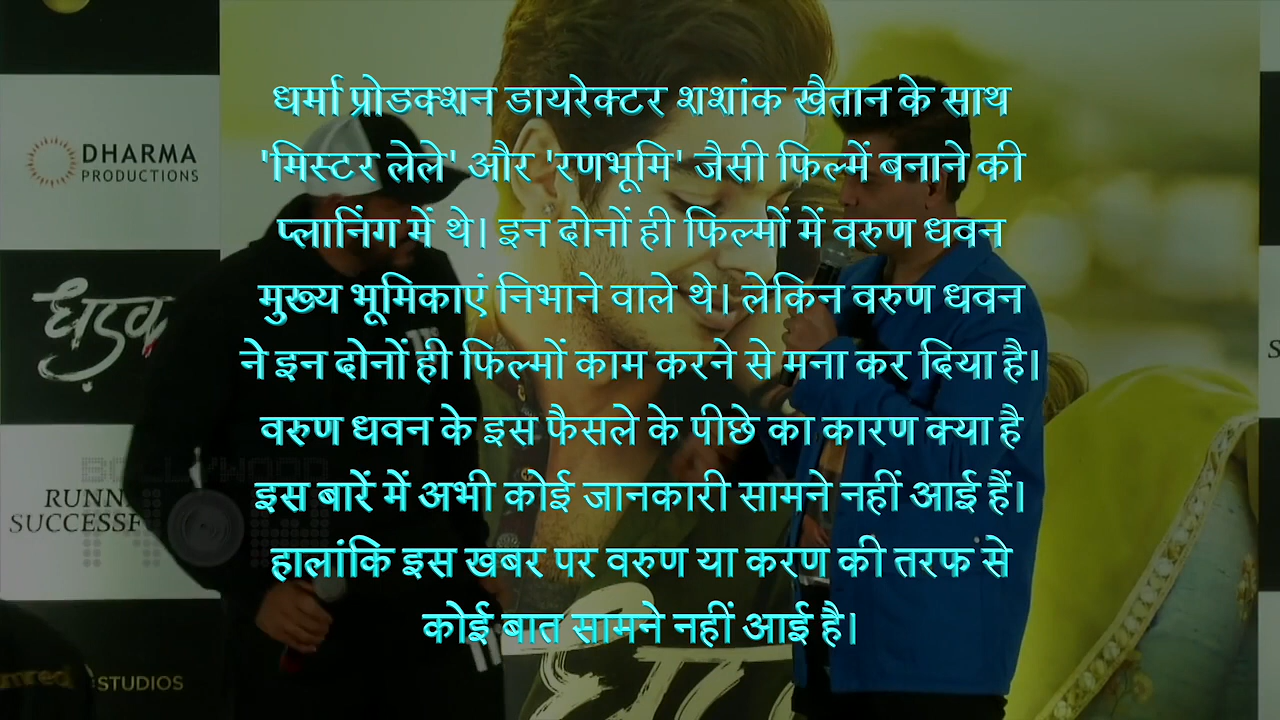 धर्मा प्रोडक्शन डायरेक्टर शशांक खैतान के साथ
'मिस्टर लेले' और 'रणभूमि' जैसी फिल्में बनाने की
प्लानिंग में थे। इन दोनों ही फिल्मों में वरुण धवन
मुख्य भूमिकाएं निभाने वाले थे। लेकिन वरुण धवन
ने इन दोनों ही फिल्मों काम करने से मना कर दिया है।
वरुण धवन के इस फैसले के पीछे का कारण क्या है
इस बारें में अभी कोई जानकारी सामने नहीं आई हैं।
हालांकि इस खबर पर वरुण या करण की तरफ से
कोई बात सामने नहीं आई है।
DHARMA
PRODUCTIONS
धड़क
BOLLYWOOD
NOW
RUNN
SUCCESSF
STUDIOS